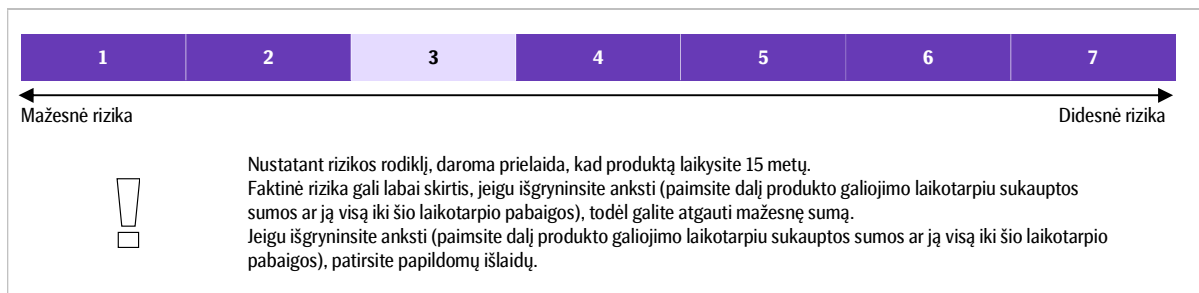 1 2 3 4 5 6 7
Mažesnė rizika Didesnė rizika
Nustatant rizikos rodiklį, daroma prielaida, kad produktą laikysite 15 metų.
Faktinė rizika gali labai skirtis, jeigu išgryninsite anksti (paimsite dalį produkto galiojimo laikotarpiu sukauptos
sumos ar ją visą iki šio laikotarpio pabaigos), todėl galite atgauti mažesnę sumą.
Jeigu išgryninsite anksti (paimsite dalį produkto galiojimo laikotarpiu sukauptos sumos ar ją visą iki šio laikotarpio
pabaigos), patirsite papildomų išlaidų.